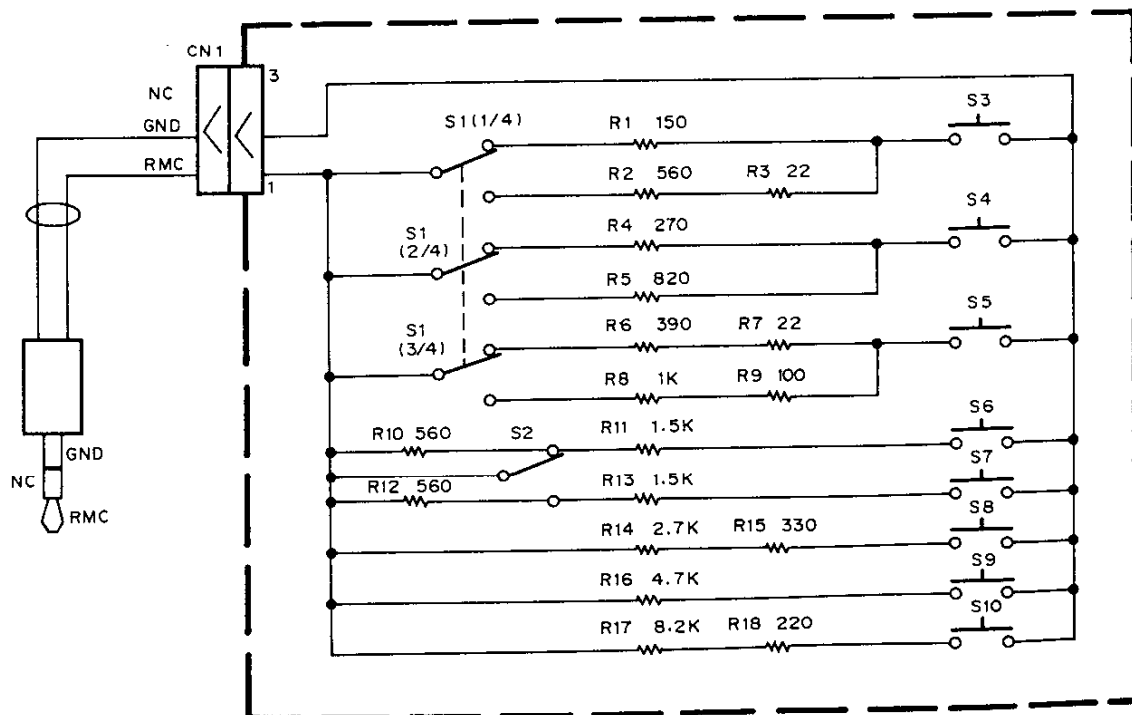 CN1
3
NC
GND
RMC
1
S1(1/4)
R1 150
S3
R2 560 R3 22
S1
(2/4)
R4 270
S4
R5 820
S1
(3/4)
R6 390 R7 22
S5
R8 1K R9 100
R10 560 S2 R11 1.5K
S6
R12 560 R13 1.5K
S7
R14 2.7K R15 330
S8
R16 4.7K
S9
R17 8.2K R18 220
S10
GND
NC
RMC